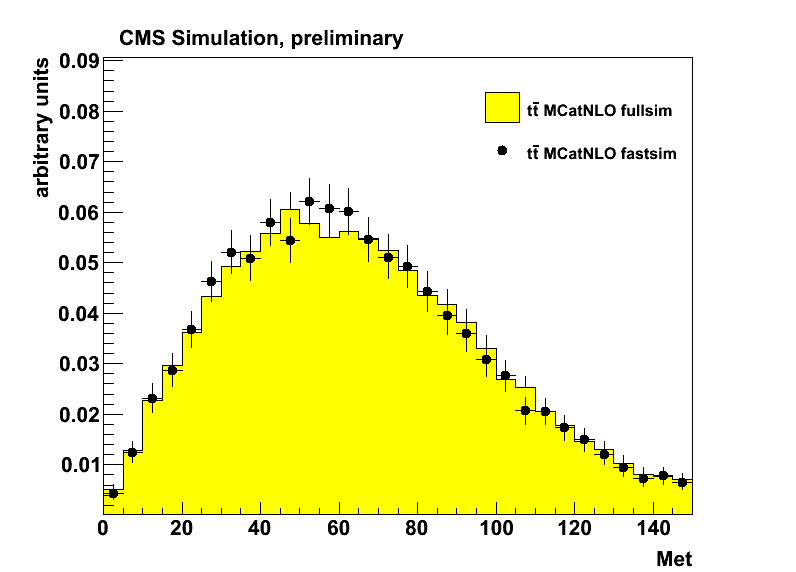 CMS Simulation, preliminary
arbitrary units
0.09
0.08
0.07
0.06
0.05
0.04
0.03
0.02
0.01
tt̄ MCatNLO fullsim
tt̄ MCatNLO fastsim
0 20 40 60 80 100 120 140
Met